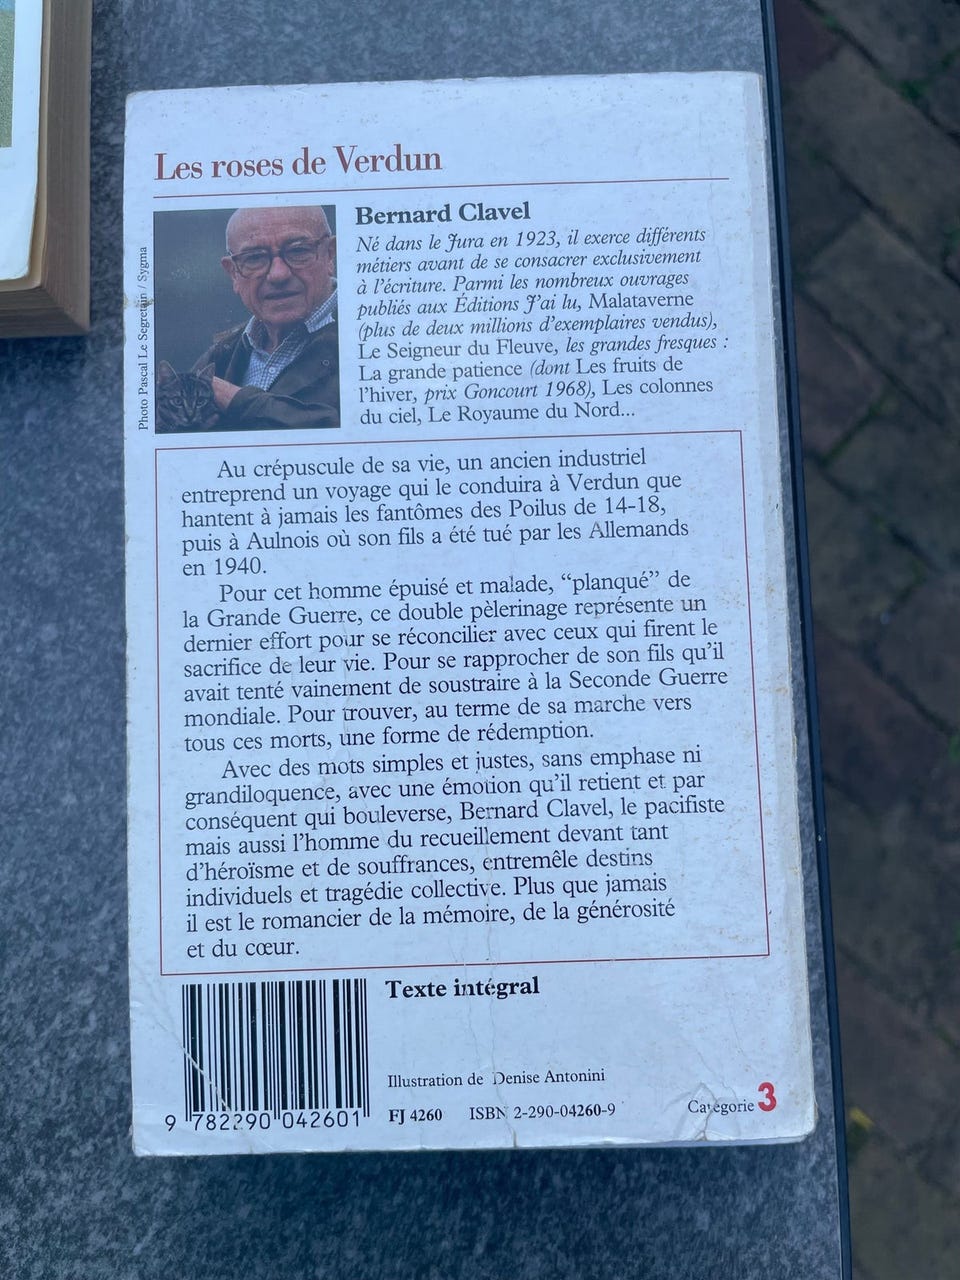 Les roses de Verdun
Photo Pascal Le Segretain / Sygma
Bernard Clavel
Né dans le Jura en 1923, il exerce différents
métiers avant de se consacrer exclusivement
à l'écriture. Parmi les nombreux ouvrages
publiés aux Éditions J'ai lu, Malataverne
(plus de deux millions d'exemplaires vendus),
Le Seigneur du Fleuve, les grandes fresques :
La grande patience (dont Les fruits de
l'hiver, prix Goncourt 1968), Les colonnes
du ciel, Le Royaume du Nord...
Au crépuscule de sa vie, un ancien industriel
entreprend un voyage qui le conduira à Verdun que
hantent à jamais les fantômes des Poilus de 14-18,
puis à Aulnois où son fils a été tué par les Allemands
en 1940.
Pour cet homme épuisé et malade, “planqué” de
la Grande Guerre, ce double pèlerinage représente un
dernier effort pour se réconcilier avec ceux qui firent le
sacrifice de leur vie. Pour se rapprocher de son fils qu'il
avait tenté vainement de soustraire à la Seconde Guerre
mondiale. Pour trouver, au terme de sa marche vers
tous ces morts, une forme de rédemption.
Avec des mots simples et justes, sans emphase ni
grandiloquence, avec une émotion qu'il retient et par
conséquent qui bouleverse, Bernard Clavel, le pacifiste
mais aussi l'homme du recueillement devant tant
d'héroïsme et de souffrances, entremêle destins
individuels et tragédie collective. Plus que jamais
il est le romancier de la mémoire, de la générosité
et du cœur.
Texte intégral
Illustration de Denise Antonini
FJ 4260 ISBN 2-290-04260-9
Catégorie 3
9 782290 042601